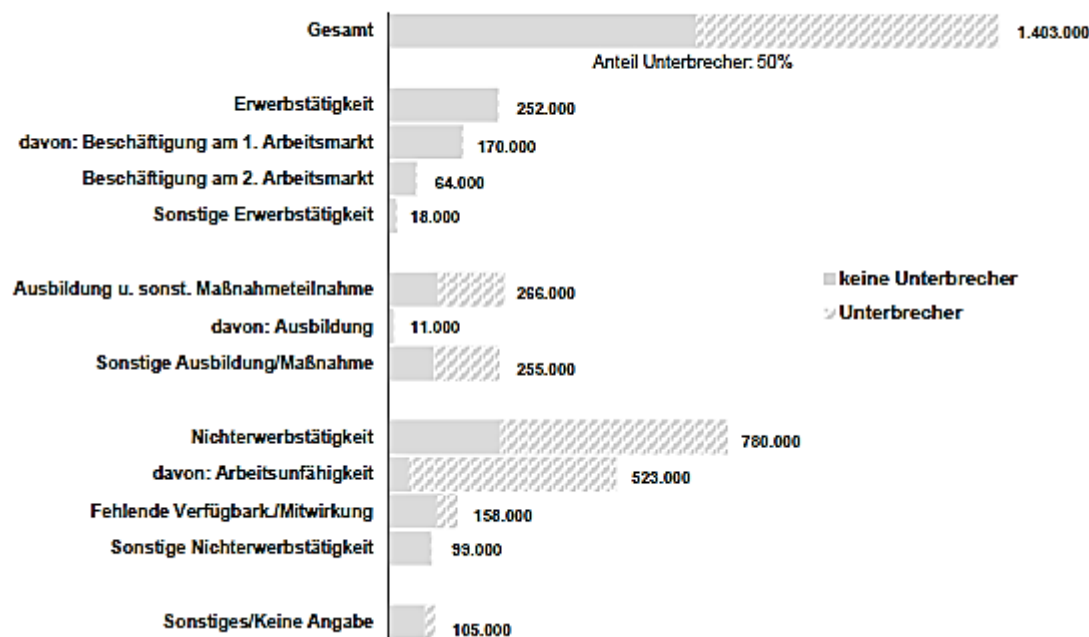 Gesamt 1.403.000
Anteil Unterbrecher: 50%
Erwerbstätigkeit 252.000
davon: Beschäftigung am 1. Arbeitsmarkt 170.000
Beschäftigung am 2. Arbeitsmarkt 64.000
Sonstige Erwerbstätigkeit 18.000
Ausbildung u. sonst. Maßnahmeteilnahme 266.000
keine Unterbrecher
davon: Ausbildung 11.000
Unterbrecher
Sonstige Ausbildung/Maßnahme 255.000
Nichterwerbstätigkeit 780.000
davon: Arbeitsunfähigkeit 523.000
Fehlende Verfügbark./Mitwirkung 158.000
Sonstige Nichterwerbstätigkeit 99.000
Sonstiges/Keine Angabe 105.000